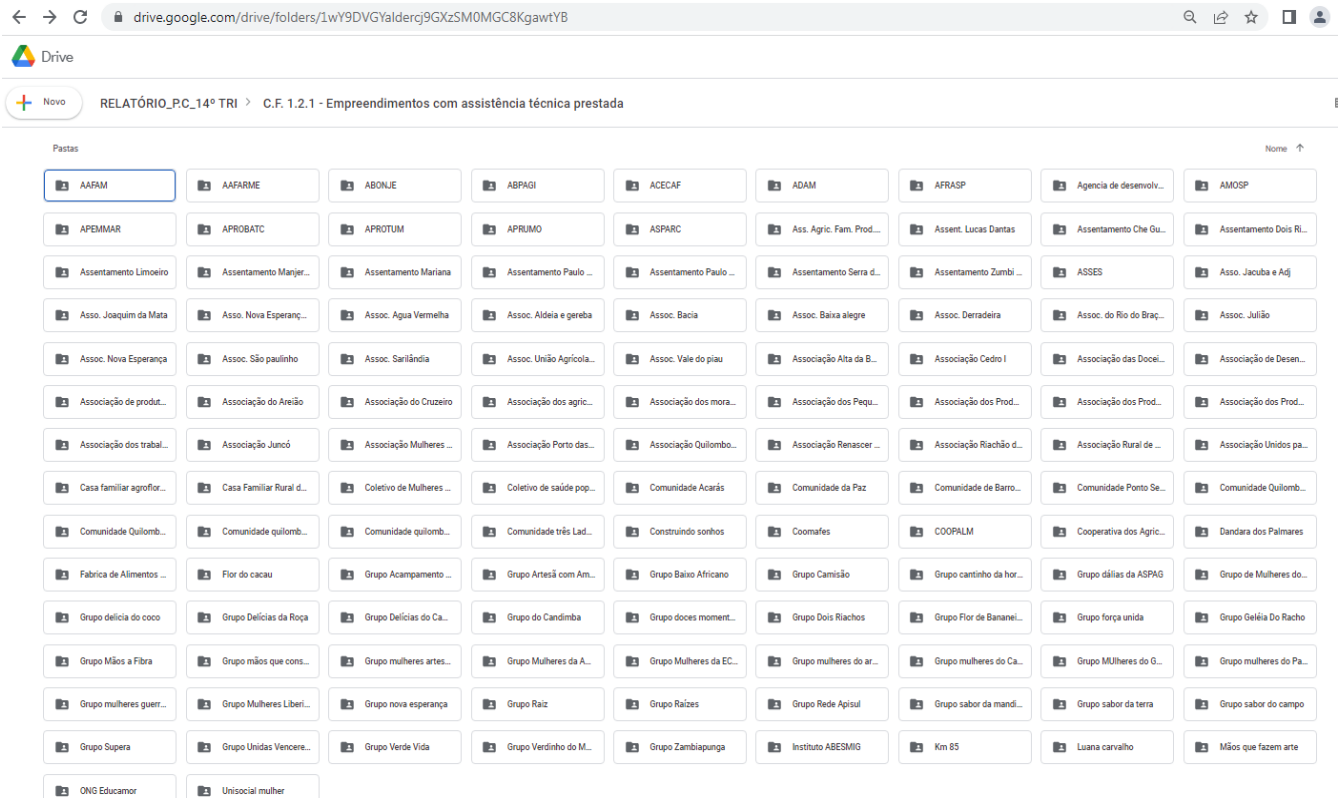 drive.google.com/drive/folders/1wY9DVGYaldercj9GXzSM0MGC8KgawtYB
Drive
Novo RELATÓRIO_P.C_14º TRI > C.F. 1.2.1 - Empreendimentos com assistência técnica prestada
Pastas Nome
AAFAM AAFARME ABONJE ABPAGI ACECAF ADAM AFRASP Agencia de desenvolv... AMOSP
APEMMAR APROBATC APROTUM APRUMO ASPARC Ass. Agric. Fam. Prod.... Assent. Lucas Dantas Assentamento Che Gu... Assentamento Dois Ri...
Assentamento Limoeiro Assentamento Manjer... Assentamento Mariana Assentamento Paulo ... Assentamento Paulo ... Assentamento Serra d... Assentamento Zumbi ... ASSES Asso. Jacuba e Adj
Asso. Joaquim da Mata Asso. Nova Esperanç... Assoc. Agua Vermelha Assoc. Aldeia e gereba Assoc. Bacia Assoc. Baixa alegre Assoc. Derradeira Assoc. do Rio do Braç... Assoc. Julião
Assoc. Nova Esperança Assoc. São paulinho Assoc. Sarilândia Assoc. União Agrícola... Assoc. Vale do piau Associação Alta da B... Associação Cedro I Associação das Docei... Associação de Desen...
Associação de produt... Associação do Areião Associação do Cruzeiro Associação dos agric... Associação dos mora... Associação dos Pequ... Associação dos Prod... Associação dos Prod... Associação dos Prod...
Associação dos trabal... Associação Juncó Associação Mulheres ... Associação Porto das... Associação Quilombo... Associação Renascer ... Associação Riachão d... Associação Rural de ... Associação Unidos pa...
Casa familiar agroflor... Casa Familiar Rural d... Coletivo de Mulheres ... Coletivo de saúde pop... Comunidade Acarás Comunidade da Paz Comunidade de Barro... Comunidade Ponto Se... Comunidade Quilomb...
Comunidade Quilomb... Comunidade quilomb... Comunidade quilomb... Comunidade três Lad... Construindo sonhos Coomafes COOPALM Cooperativa dos Agric... Dandara dos Palmares
Fabrica de Alimentos ... Flor do cacau Grupo Acampamento ... Grupo Artesã com Am... Grupo Baixo Africano Grupo Camisão Grupo cantinho da hor... Grupo dálias da ASPAG Grupo de Mulheres do...
Grupo delicia do coco Grupo Delícias da Roça Grupo Delícias do Ca... Grupo do Candimba Grupo doces moment... Grupo Dois Riachos Grupo Flor de Bananei... Grupo força unida Grupo Geléia Do Racho
Grupo Mãos a Fibra Grupo mãos que cons... Grupo mulheres artes... Grupo Mulheres da A... Grupo Mulheres da EC... Grupo mulheres do ar... Grupo mulheres do Ca... Grupo MUlheres do G... Grupo mulheres do Pa...
Grupo mulheres guerr... Grupo Mulheres Liberi... Grupo nova esperança Grupo Raiz Grupo Raízes Grupo Rede Apisul Grupo sabor da mandi... Grupo sabor da terra Grupo sabor do campo
Grupo Supera Grupo Unidas Vencere... Grupo Verde Vida Grupo Verdinho do M... Grupo Zambiapunga Instituto ABESMIG Km 85 Luana carvalho Mãos que fazem arte
ONG Educamor Unisocial mulher